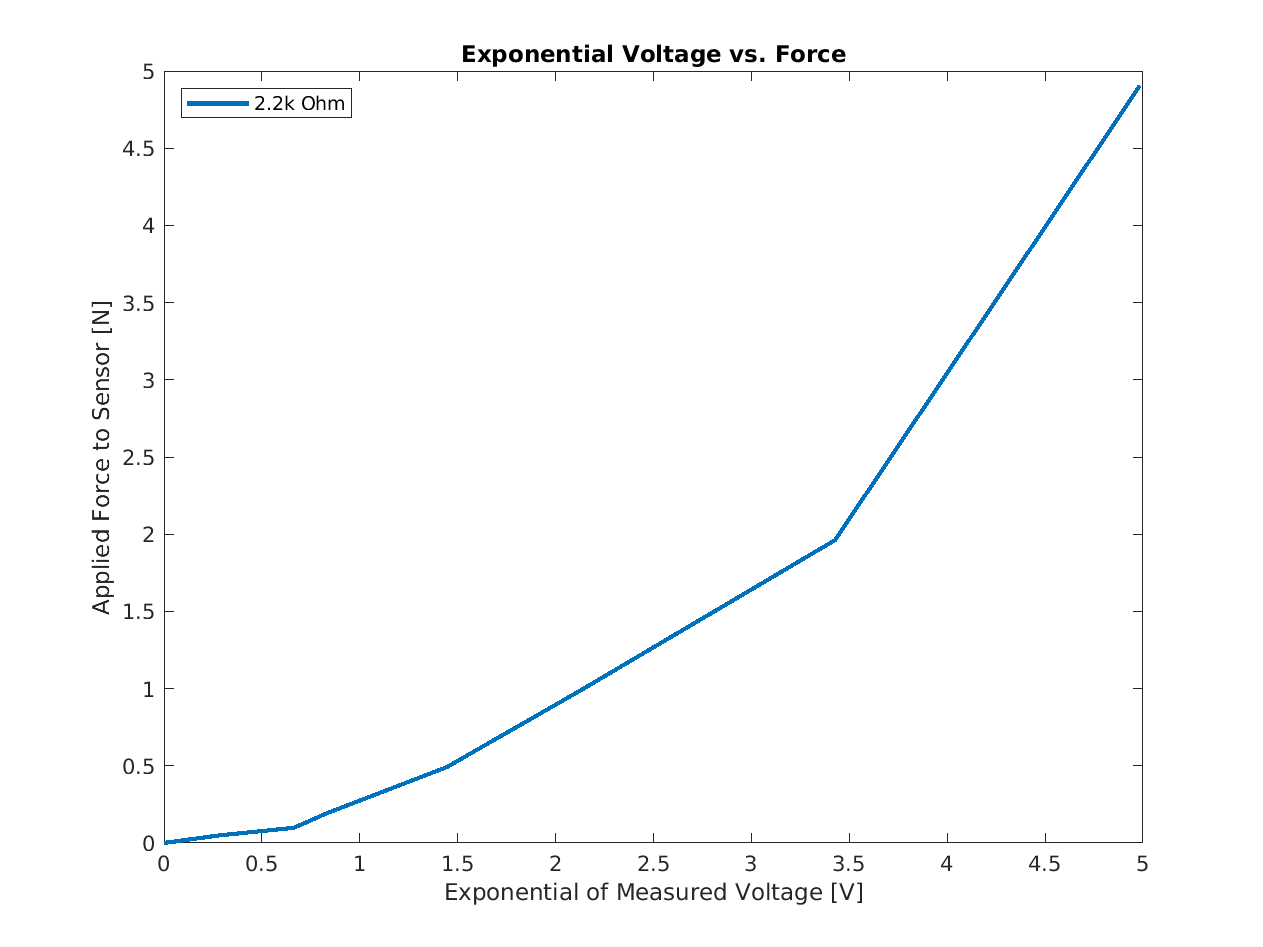 Exponential Voltage vs. Force
2.2k Ohm
Applied Force to Sensor [N]
5
4.5
4
3.5
3
2.5
2
1.5
1
0.5
0
0 0.5 1 1.5 2 2.5 3 3.5 4 4.5 5
Exponential of Measured Voltage [V]